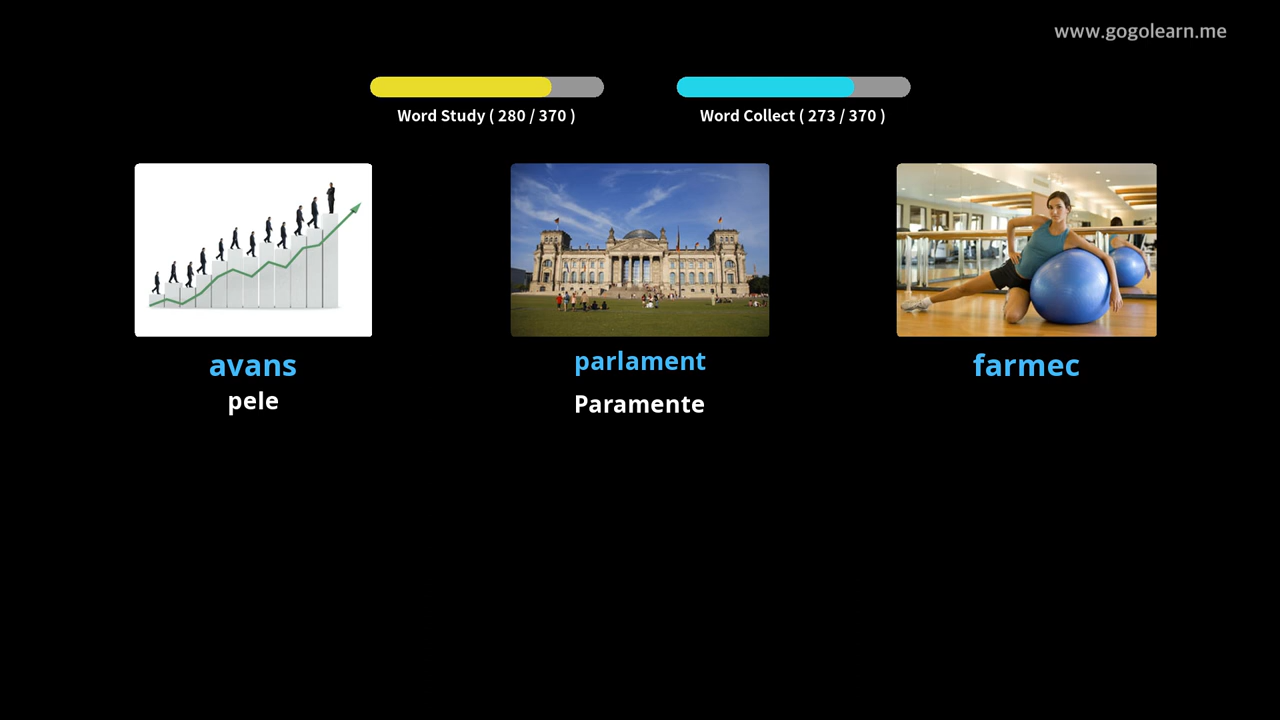 www.gogolearn.me
Word Study ( 280 / 370 )
Word Collect ( 273 / 370 )
avans
pele
parlament
Paramente
farmec